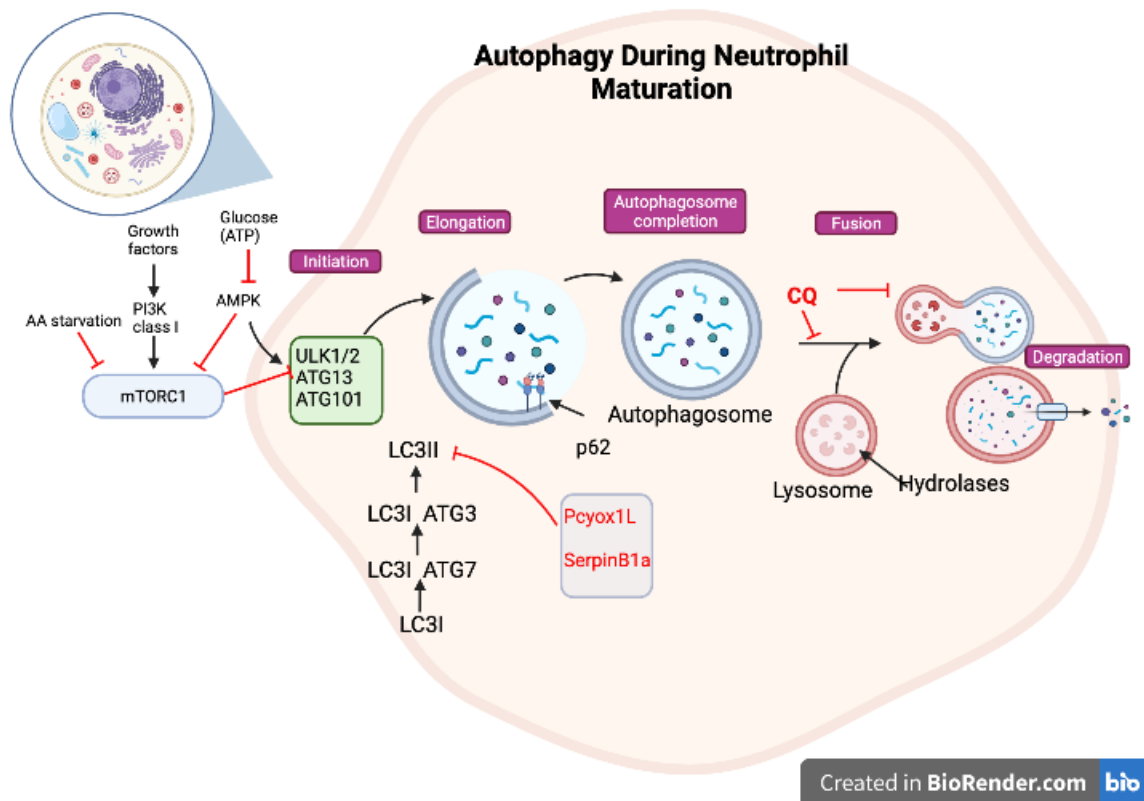 Autophagy During Neutrophil
Maturation
Growth
factors
Glucose
(ATP)
Initiation
Elongation
Autophagosome
completion
Fusion
PI3K
class I
AMPK
AA starvation
mTORC1
ULK1/2
ATG13
ATG101
CQ
Degradation
Autophagosome
p62
LC3II
LC3I ATG3
LC3I ATG7
LC3I
Pcyox1L
SerpinB1a
Lysosome
Hydrolases
Created in BioRender.com bio